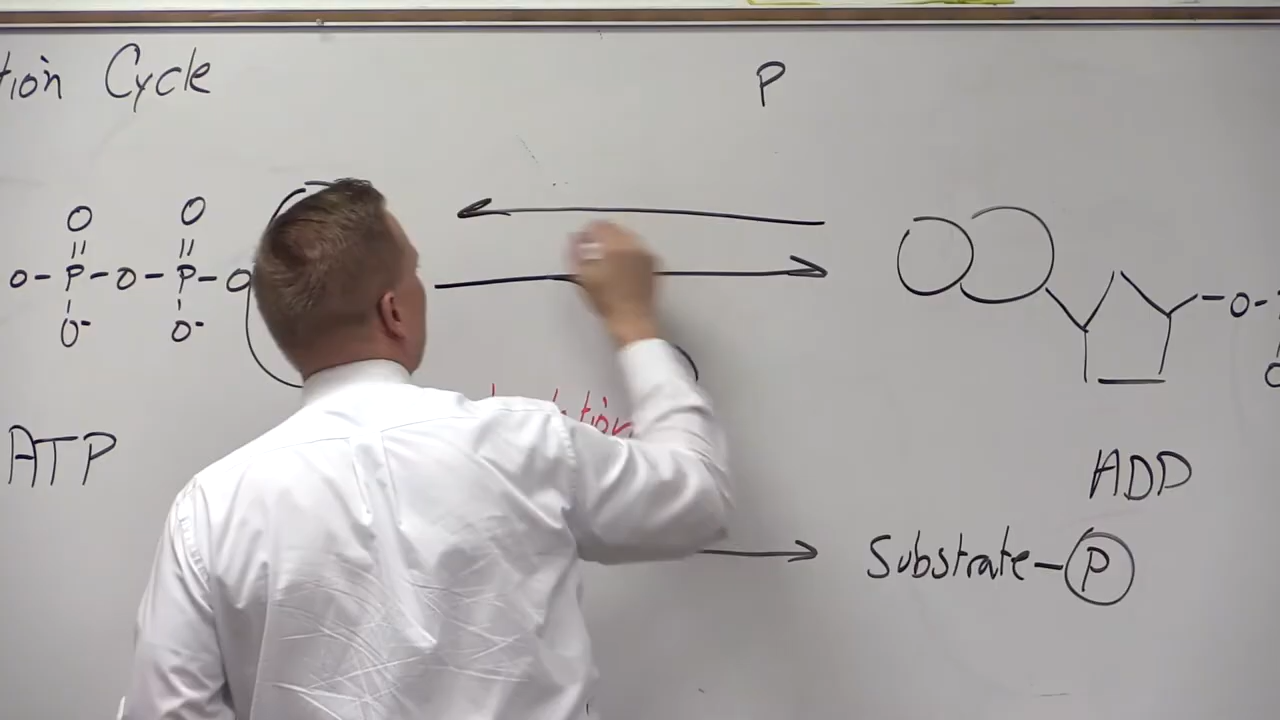 tion Cycle
P
O O
|| ||
O-P-O-P-O
O- O-
-O-
ATP
ADP
Substrate-P